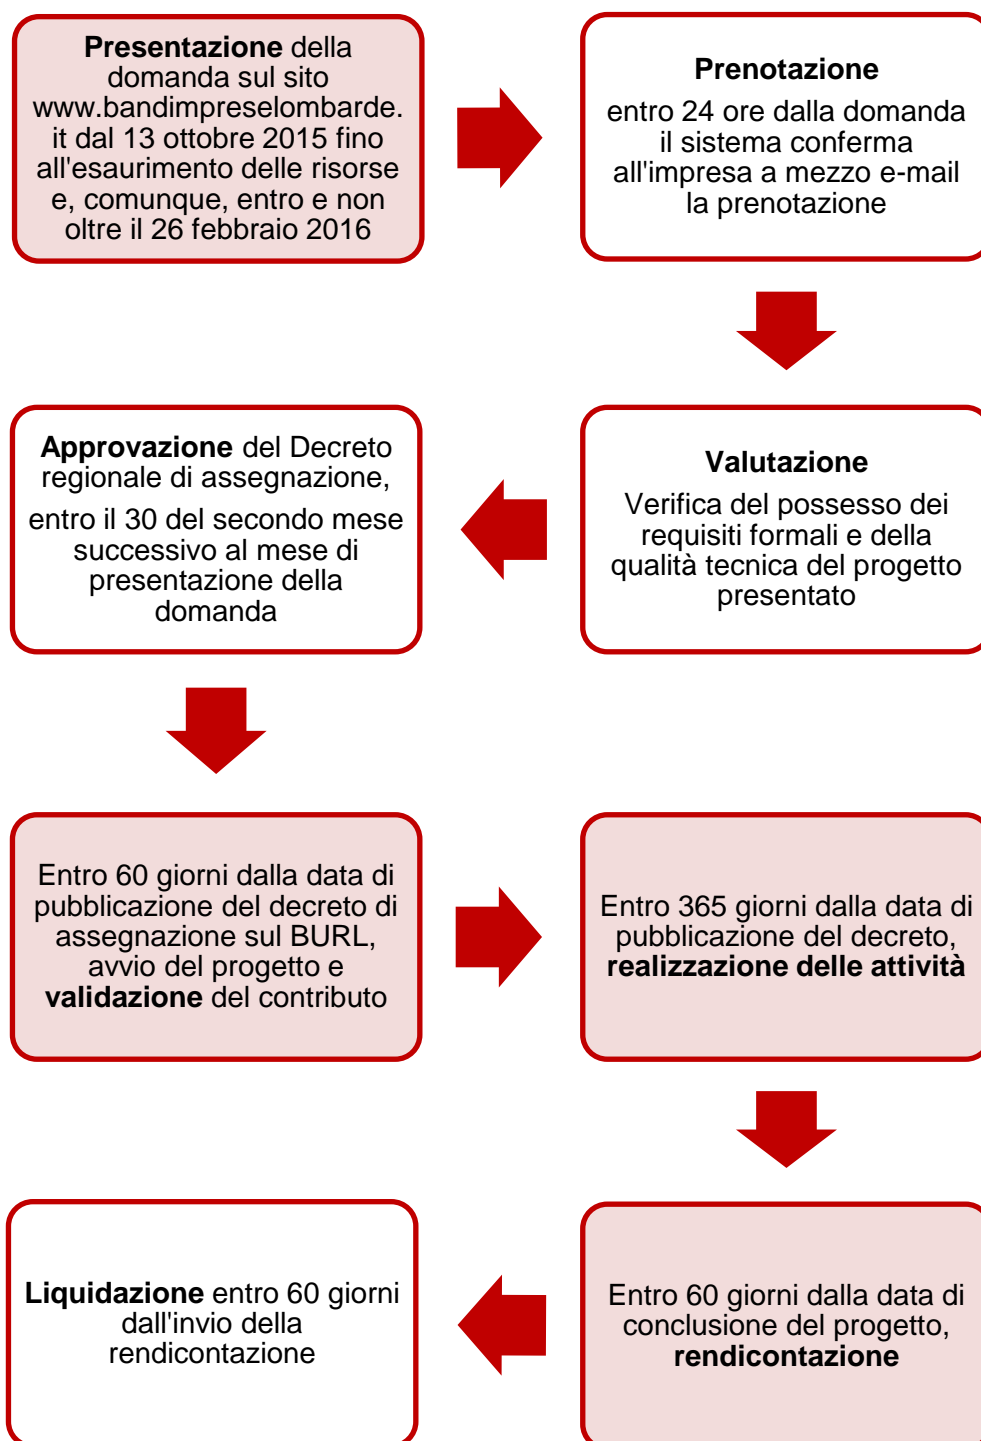 Presentazione della
domanda sul sito
www.bandimpreselombarde.
it dal 13 ottobre 2015 fino
all'esaurimento delle risorse
e, comunque, entro e non
oltre il 26 febbraio 2016
Prenotazione
entro 24 ore dalla domanda
il sistema conferma
all'impresa a mezzo e-mail
la prenotazione
Valutazione
Verifica del possesso dei
requisiti formali e della
qualità tecnica del progetto
presentato
Approvazione del Decreto
regionale di assegnazione,
entro il 30 del secondo mese
successivo al mese di
presentazione della
domanda
Entro 60 giorni dalla data di
pubblicazione del decreto di
assegnazione sul BURL,
avvio del progetto e
validazione del contributo
Entro 365 giorni dalla data di
pubblicazione del decreto,
realizzazione delle attività
Entro 60 giorni dalla data di
conclusione del progetto,
rendicontazione
Liquidazione entro 60 giorni
dall'invio della
rendicontazione